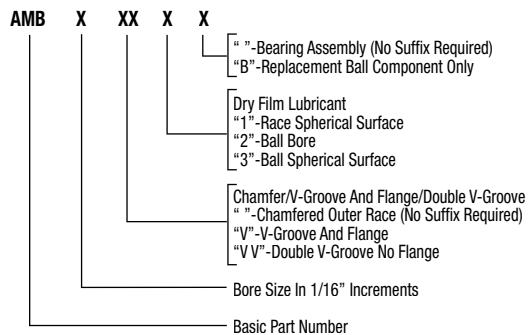 AMB X XX X X
“ ”-Bearing Assembly (No Suffix Required)
“B”-Replacement Ball Component Only
Dry Film Lubricant
“1”-Race Spherical Surface
“2”-Ball Bore
“3”-Ball Spherical Surface
Chamfer/V-Groove And Flange/Double V-Groove
“ ”-Chamfered Outer Race (No Suffix Required)
“V”-V-Groove And Flange
“V V”-Double V-Groove No Flange
Bore Size In 1/16” Increments
Basic Part Number